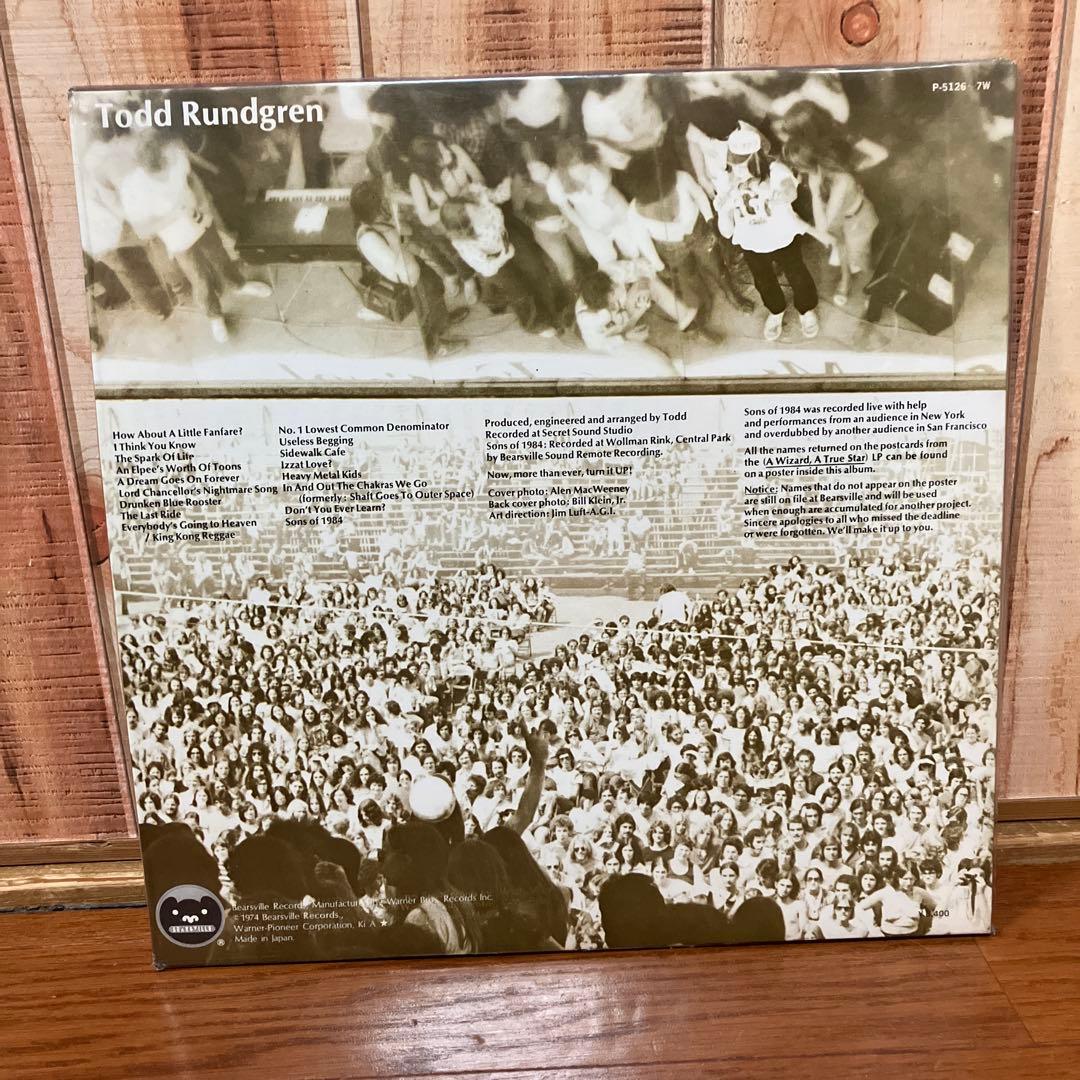 Todd Rundgren
P-5126~7W
How About A Little Fanfare?
I Think You Know
The Spark Of Life
An Elpee's Worth Of Toons
A Dream Goes On Forever
Lord Chancellor's Nightmare Song
Drunken Blue Rooster
The Last Ride
Everybody's Going to Heaven
/ King Kong Reggae
No. 1 Lowest Common Denominator
Useless Begging
Sidewalk Cafe
Izzat Love?
Heavy Metal Kids
In And Out The Chakras We Go
(formerly: Shaft Goes To Outer Space)
Don't You Ever Learn?
Sons of 1984
Produced, engineered and arranged by Todd
Recorded at Secret Sound Studio
Sons of 1984: Recorded at Wollman Rink, Central Park
by Bearsville Sound Remote Recording.
Now, more than ever, turn it UP!
Cover photo: Alen MacWeeney
Back cover photo: Bill Klein, Jr.
Art direction: Jim Luft-A.G.I.
Sons of 1984 was recorded live with help
and performances from an audience in New York
and overdubbed by another audience in San Francisco
All the names returned on the postcards from
the (A Wizard, A True Star) LP can be found
on a poster inside this album.
Notice: Names that do not appear on the poster
are still on file at Bearsville and will be used
when enough are accumulated for another project.
Sincere apologies to all who missed the deadline
or were forgotten. We'll make it up to you.
BEARSVILLE
®
Bearsville Records, Manufactur Warner Bros. Records Inc.
©1974 Bearsville Records.,
Warner-Pioneer Corporation, Ki A ★
Made in Japan.
400